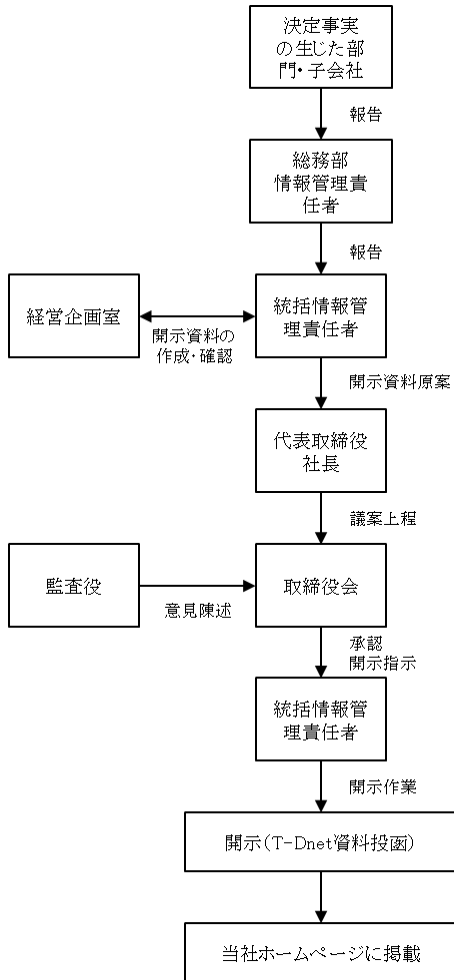 決定事実
の生じた部
門・子会社
報告
総務部
情報管理責
任者
報告
経営企画室
開示資料の
作成・確認
統括情報管
理責任者
開示資料原案
代表取締役
社長
議案上程
監査役
意見陳述
取締役会
承認
開示指示
統括情報管
理責任者
開示作業
開示（T-Dnet資料投函）
当社ホームページに掲載